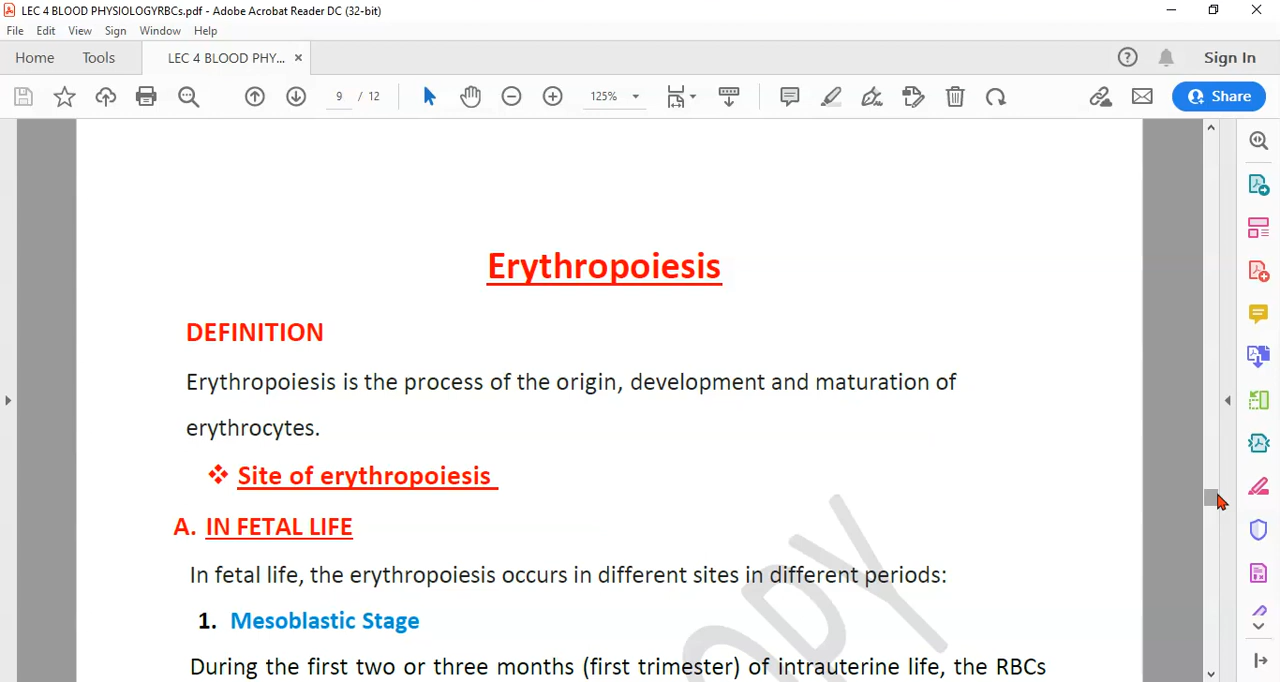 LEC 4 BLOOD PHYSIOLOGYRBCs.pdf - Adobe Acrobat Reader DC (32-bit)
File Edit View Sign Window Help
Home Tools LEC 4 BLOOD PHY... × Sign In
9 / 12 125% Share
Erythropoiesis
DEFINITION
Erythropoiesis is the process of the origin, development and maturation of
erythrocytes.
❖ Site of erythropoiesis
A. IN FETAL LIFE
In fetal life, the erythropoiesis occurs in different sites in different periods:
1. Mesoblastic Stage
During the first two or three months (first trimester) of intrauterine life, the RBCs
OPY